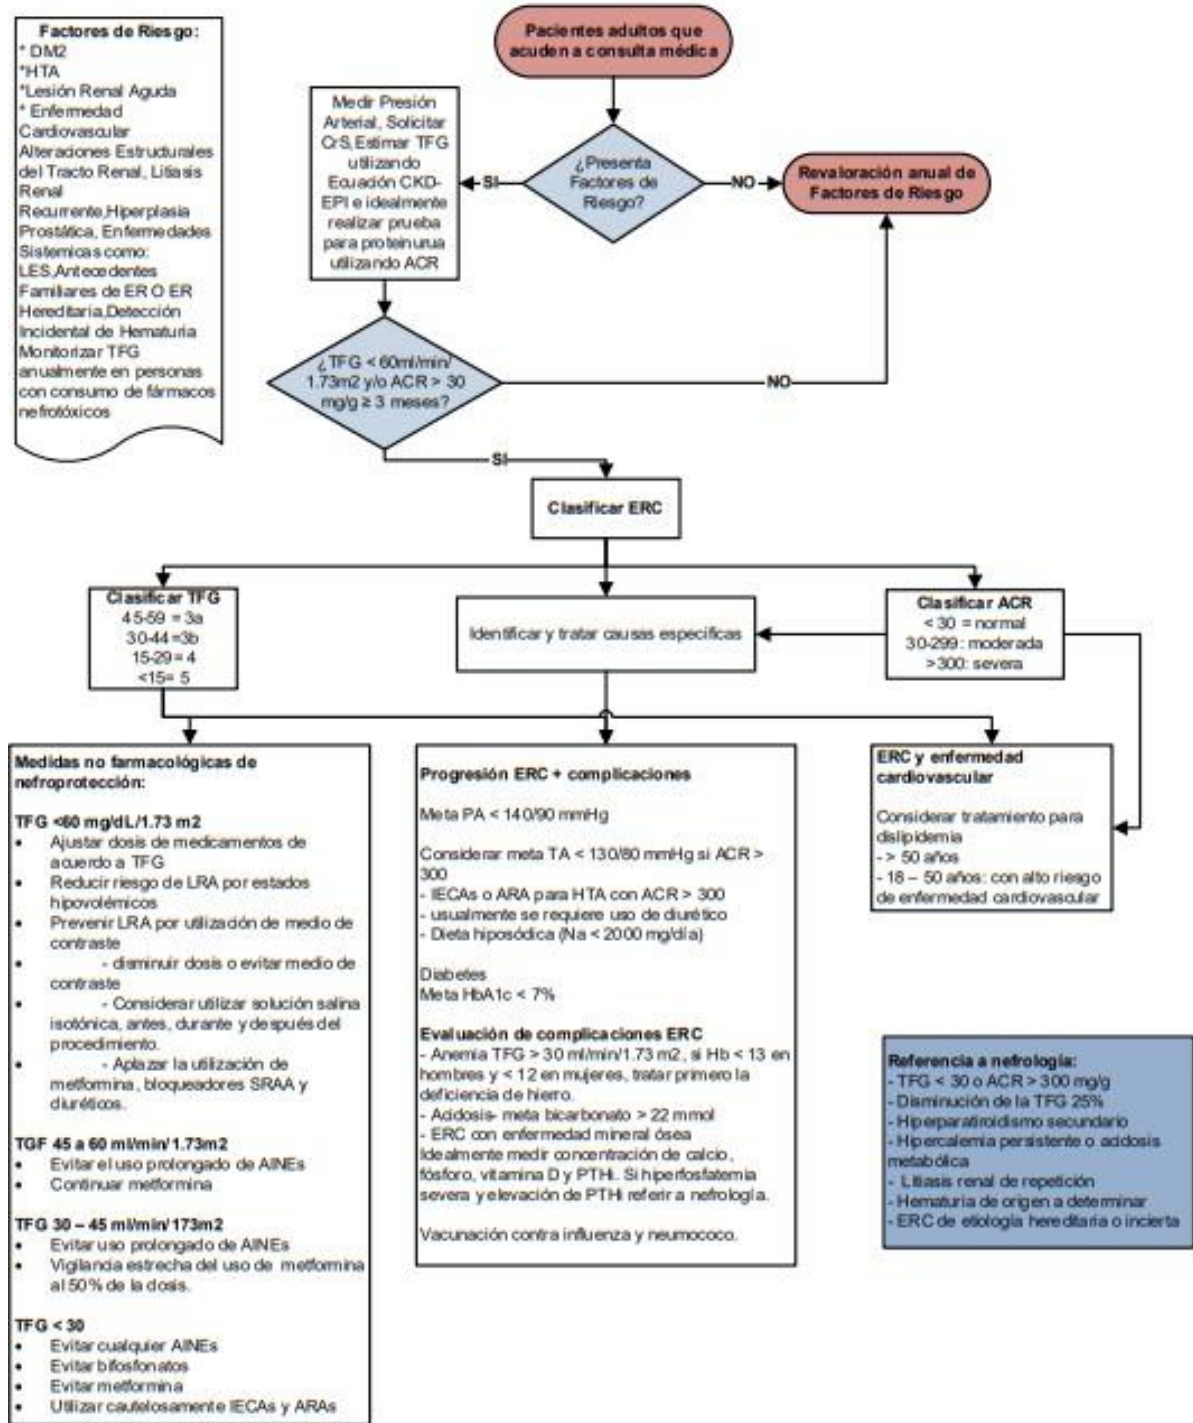 Factores de Riesgo:
* DM2
*HTA
*Lesión Renal Aguda
* Enfermedad
Cardiovascular
Alteraciones Estructurales
del Tracto Renal, Litiasis
Renal
Recurrente,Hiperplasia
Prostática, Enfermedades
Sistemicas como:
LES,Antecedentes
Familiares de ER O ER
Hereditaria,Detección
Incidental de Hematuria
Monitorizar TFG
anualmente en personas
con consumo de fármacos
nefrotóxicos
Pacientes adultos que
acuden a consulta médica
¿Presenta
Factores de
Riesgo?
SI
NO
Revaloración anual de
Factores de Riesgo
Medir Presión
Arterial, Solicitar
CrS,Estimar TFG
utilizando
Ecuación CKD-
EPI e idealmente
realizar prueba
para proteinurua
utilizando ACR
¿TFG < 60ml/min/
1.73m2 y/o ACR > 30
mg/g ≥ 3 meses?
NO
SI
Clasificar ERC
Clasificar TFG
45-59 = 3a
30-44 =3b
15-29 = 4
<15= 5
Identificar y tratar causas especificas
Clasificar ACR
< 30 = normal
30-299: moderada
>300: severa
Medidas no farmacológicas de
nefroprotección:
TFG <60 mg/dL/1.73 m2
• Ajustar dosis de medicamentos de
acuerdo a TFG
• Reducir riesgo de LRA por estados
hipovolémicos
• Prevenir LRA por utilización de medio de
contraste
• - disminuir dosis o evitar medio de
contraste
• - Considerar utilizar solución salina
isotónica, antes, durante y después del
procedimiento.
• - Aplazar la utilización de
metformina, bloqueadores SRAA y
diuréticos.
TGF 45 a 60 ml/min/1.73m2
• Evitar el uso prolongado de AINEs
• Continuar metformina
TFG 30 – 45 ml/min/173m2
• Evitar uso prolongado de AINEs
• Vigilancia estrecha del uso de metformina
al 50% de la dosis.
TFG < 30
• Evitar cualquier AINEs
• Evitar bifosfonatos
• Evitar metformina
• Utilizar cautelosamente IECAs y ARAs
Progresión ERC + complicaciones
Meta PA < 140/90 mmHg
Considerar meta TA < 130/80 mmHg si ACR >
300
- IECAs o ARA para HTA con ACR > 300
- usualmente se requiere uso de diurético
- Dieta hiposódica (Na < 2000 mg/día)
Diabetes
Meta HbA1c < 7%
Evaluación de complicaciones ERC
- Anemia TFG > 30 ml/min/1.73 m2, si Hb < 13 en
hombres y < 12 en mujeres, tratar primero la
deficiencia de hierro.
- Acidosis- meta bicarbonato > 22 mmol
- ERC con enfermedad mineral ósea
Idealmente medir concentración de calcio,
fósforo, vitamina D y PTHi. Si hiperfosfatemia
severa y elevación de PTHi referir a nefrología.
Vacunación contra influenza y neumococo.
ERC y enfermedad
cardiovascular
Considerar tratamiento para
dislipidemia
- > 50 años
- 18 – 50 años: con alto riesgo
de enfermedad cardiovascular
Referencia a nefrología:
- TFG < 30 o ACR > 300 mg/g
- Disminución de la TFG 25%
- Hiperparatiroidismo secundario
- Hipercalemia persistente o acidosis
metabólica
- Litiasis renal de repetición
- Hematuria de origen a determinar
- ERC de etiología hereditaria o incierta